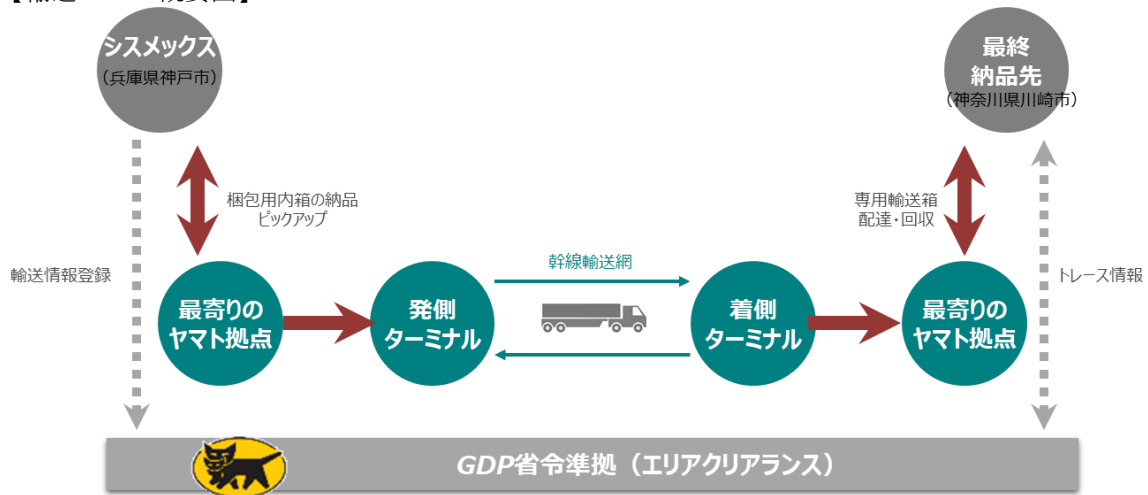 シスメックス
（兵庫県神戸市）
最終
納品先
（神奈川県川崎市）
梱包用内箱の納品
ピックアップ
専用輸送箱
配達・回収
輸送情報登録
幹線輸送網
トレース情報
最寄りの
ヤマト拠点
発側
ターミナル
着側
ターミナル
最寄りの
ヤマト拠点
GDP省令準拠（エリアクリアランス）